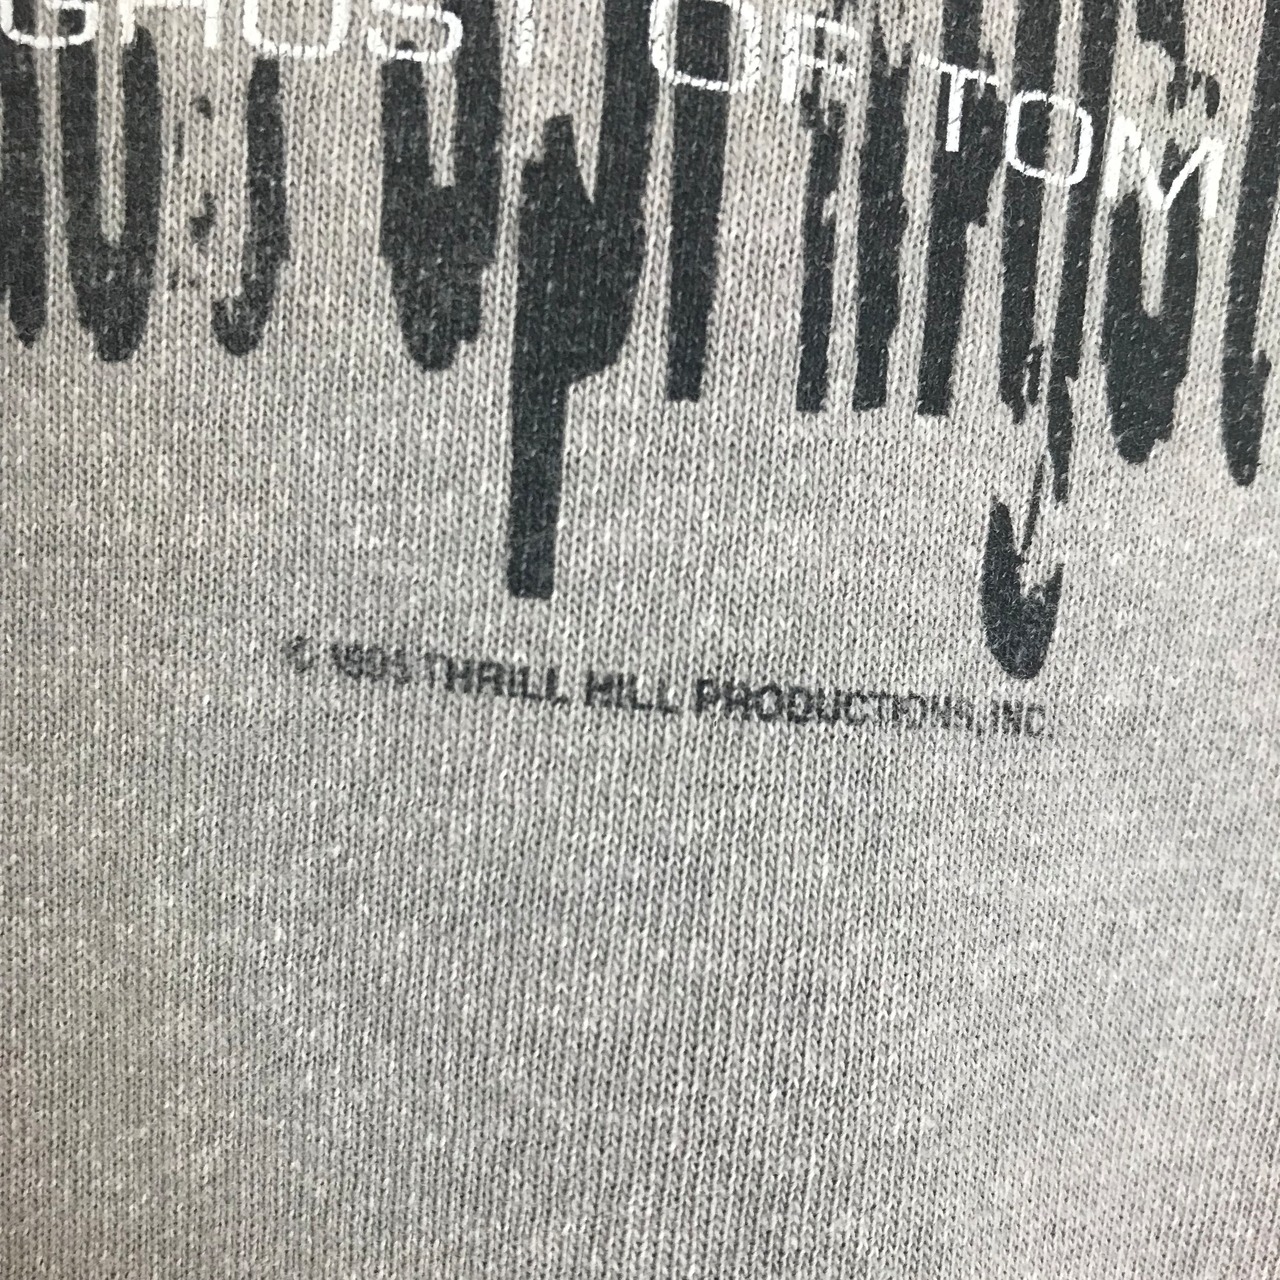 GHOST OF TOM
© 1995 THRILL HILL PRODUCTIONS, INC.